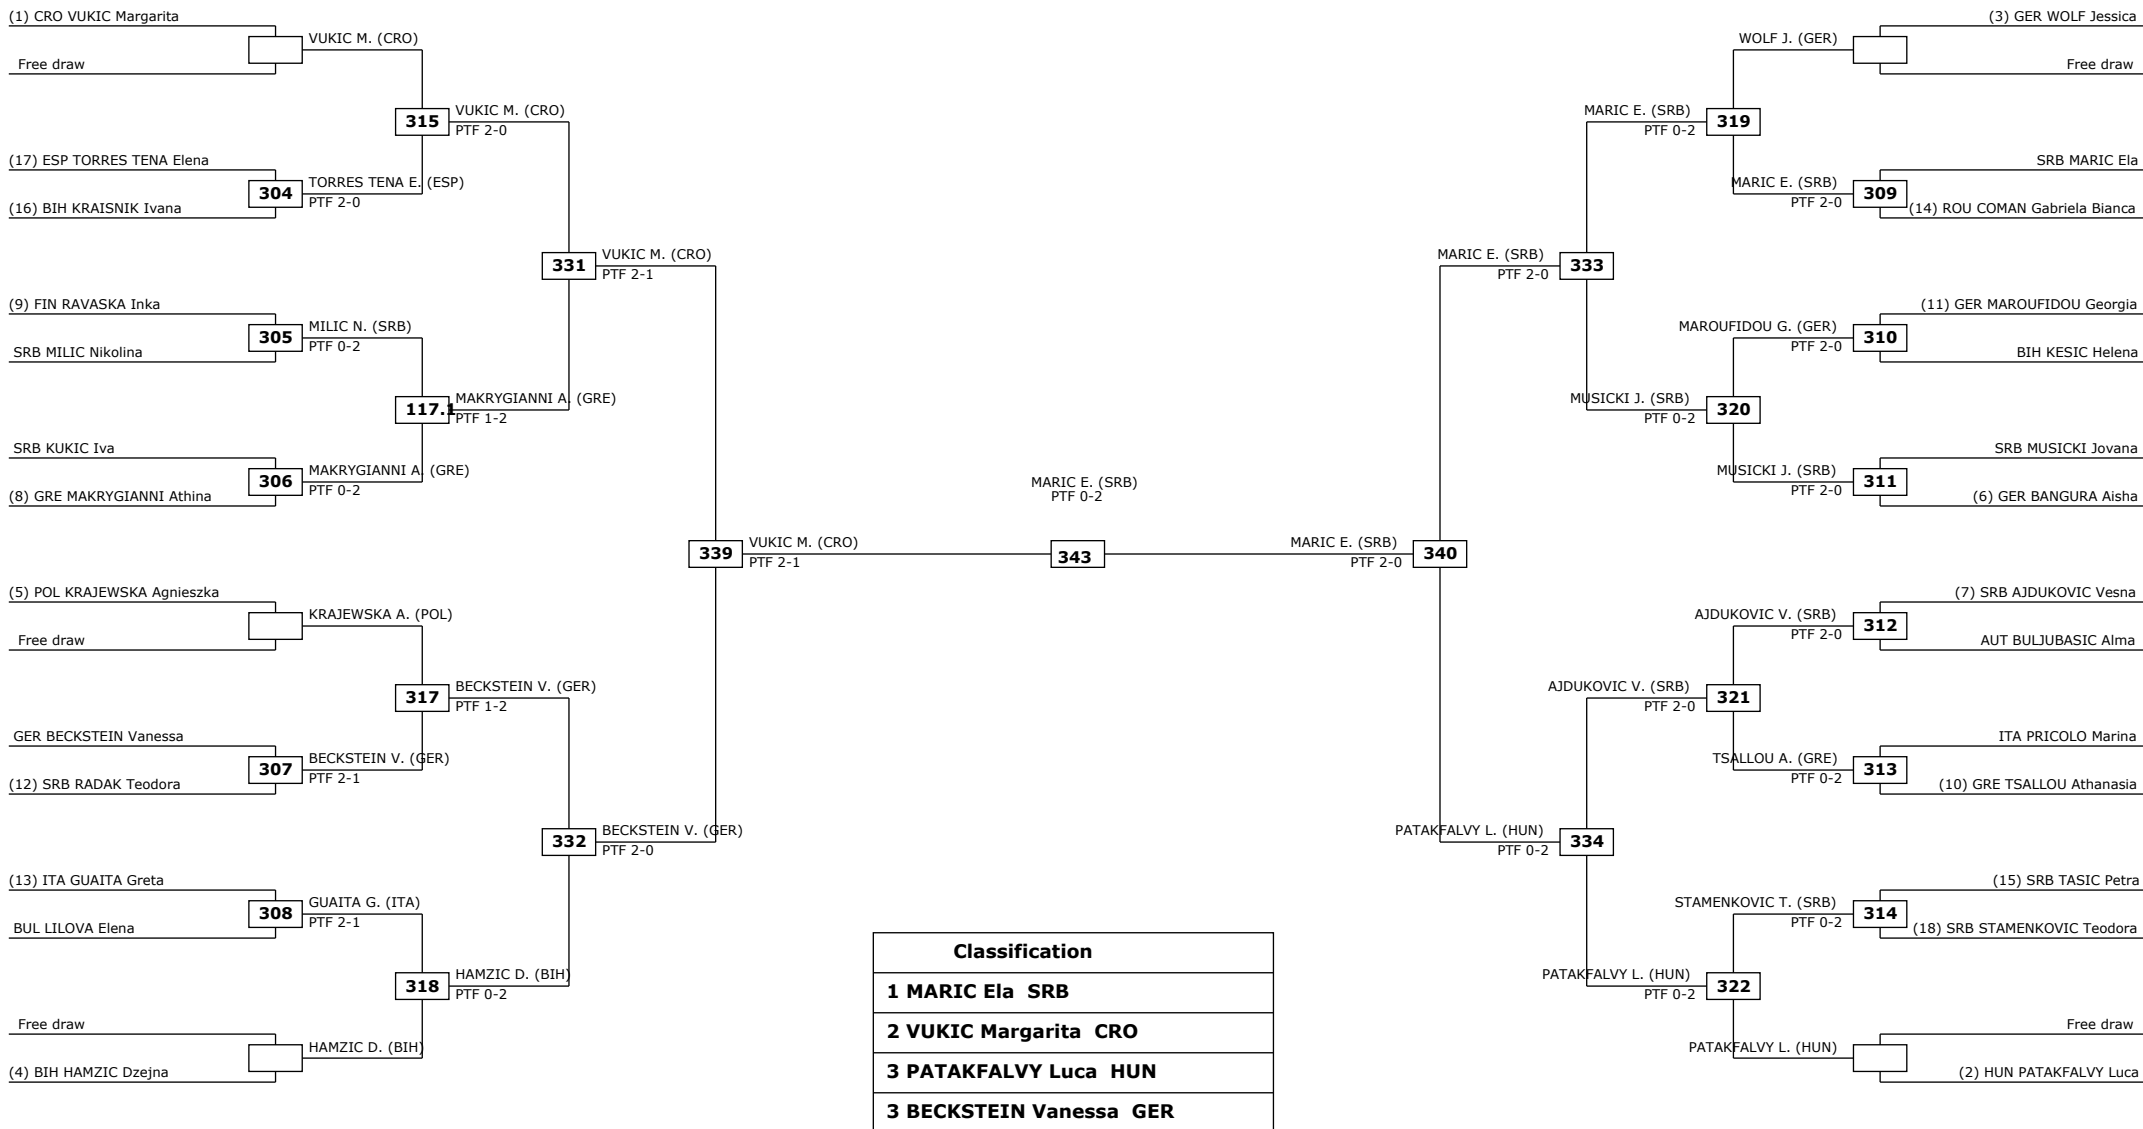 (1) CRO VUKIC Margarita
VUKIC M. (CRO)
Free draw
315
VUKIC M. (CRO)
PTF 2-0
(17) ESP TORRES TENA Elena
304
TORRES TENA E. (ESP)
PTF 2-0
(16) BIH KRAISNIK Ivana
331
VUKIC M. (CRO)
PTF 2-1
(9) FIN RAVASKA Inka
305
MILIC N. (SRB)
PTF 0-2
SRB MILIC Nikolina
117.1
MAKRYGIANNI A. (GRE)
PTF 1-2
SRB KUKIC Iva
306
MAKRYGIANNI A. (GRE)
PTF 0-2
(8) GRE MAKRYGIANNI Athina
339
VUKIC M. (CRO)
PTF 2-1
(5) POL KRAJEWSKA Agnieszka
KRAJEWSKA A. (POL)
Free draw
317
BECKSTEIN V. (GER)
PTF 1-2
GER BECKSTEIN Vanessa
307
BECKSTEIN V. (GER)
PTF 2-1
(12) SRB RADAK Teodora
332
BECKSTEIN V. (GER)
PTF 2-0
(13) ITA GUAITA Greta
308
GUAITA G. (ITA)
PTF 2-1
BUL LILOVA Elena
318
HAMZIC D. (BIH)
PTF 0-2
Free draw
HAMZIC D. (BIH)
(4) BIH HAMZIC Dzejna
MARIC E. (SRB)
PTF 0-2
343
(3) GER WOLF Jessica
WOLF J. (GER)
Free draw
MARIC E. (SRB)
PTF 0-2
319
SRB MARIC Ela
MARIC E. (SRB)
PTF 2-0
309
(14) ROU COMAN Gabriela Bianca
MARIC E. (SRB)
PTF 2-0
333
(11) GER MAROUFIDOU Georgia
MAROUFIDOU G. (GER)
PTF 2-0
310
BIH KESIC Helena
MUSICKI J. (SRB)
PTF 0-2
320
SRB MUSICKI Jovana
MUSICKI J. (SRB)
PTF 2-0
311
(6) GER BANGURA Aisha
MARIC E. (SRB)
PTF 2-0
340
(7) SRB AJDUKOVIC Vesna
AJDUKOVIC V. (SRB)
PTF 2-0
312
AUT BULJUBASIC Alma
AJDUKOVIC V. (SRB)
PTF 2-0
321
ITA PRICOLO Marina
TSALLOU A. (GRE)
PTF 0-2
313
(10) GRE TSALLOU Athanasia
PATAKFALVY L. (HUN)
PTF 0-2
334
(15) SRB TASIC Petra
STAMENKOVIC T. (SRB)
PTF 0-2
314
(18) SRB STAMENKOVIC Teodora
PATAKFALVY L. (HUN)
PTF 0-2
322
Free draw
PATAKFALVY L. (HUN)
(2) HUN PATAKFALVY Luca
Classification
1 MARIC Ela SRB
2 VUKIC Margarita CRO
3 PATAKFALVY Luca HUN
3 BECKSTEIN Vanessa GER